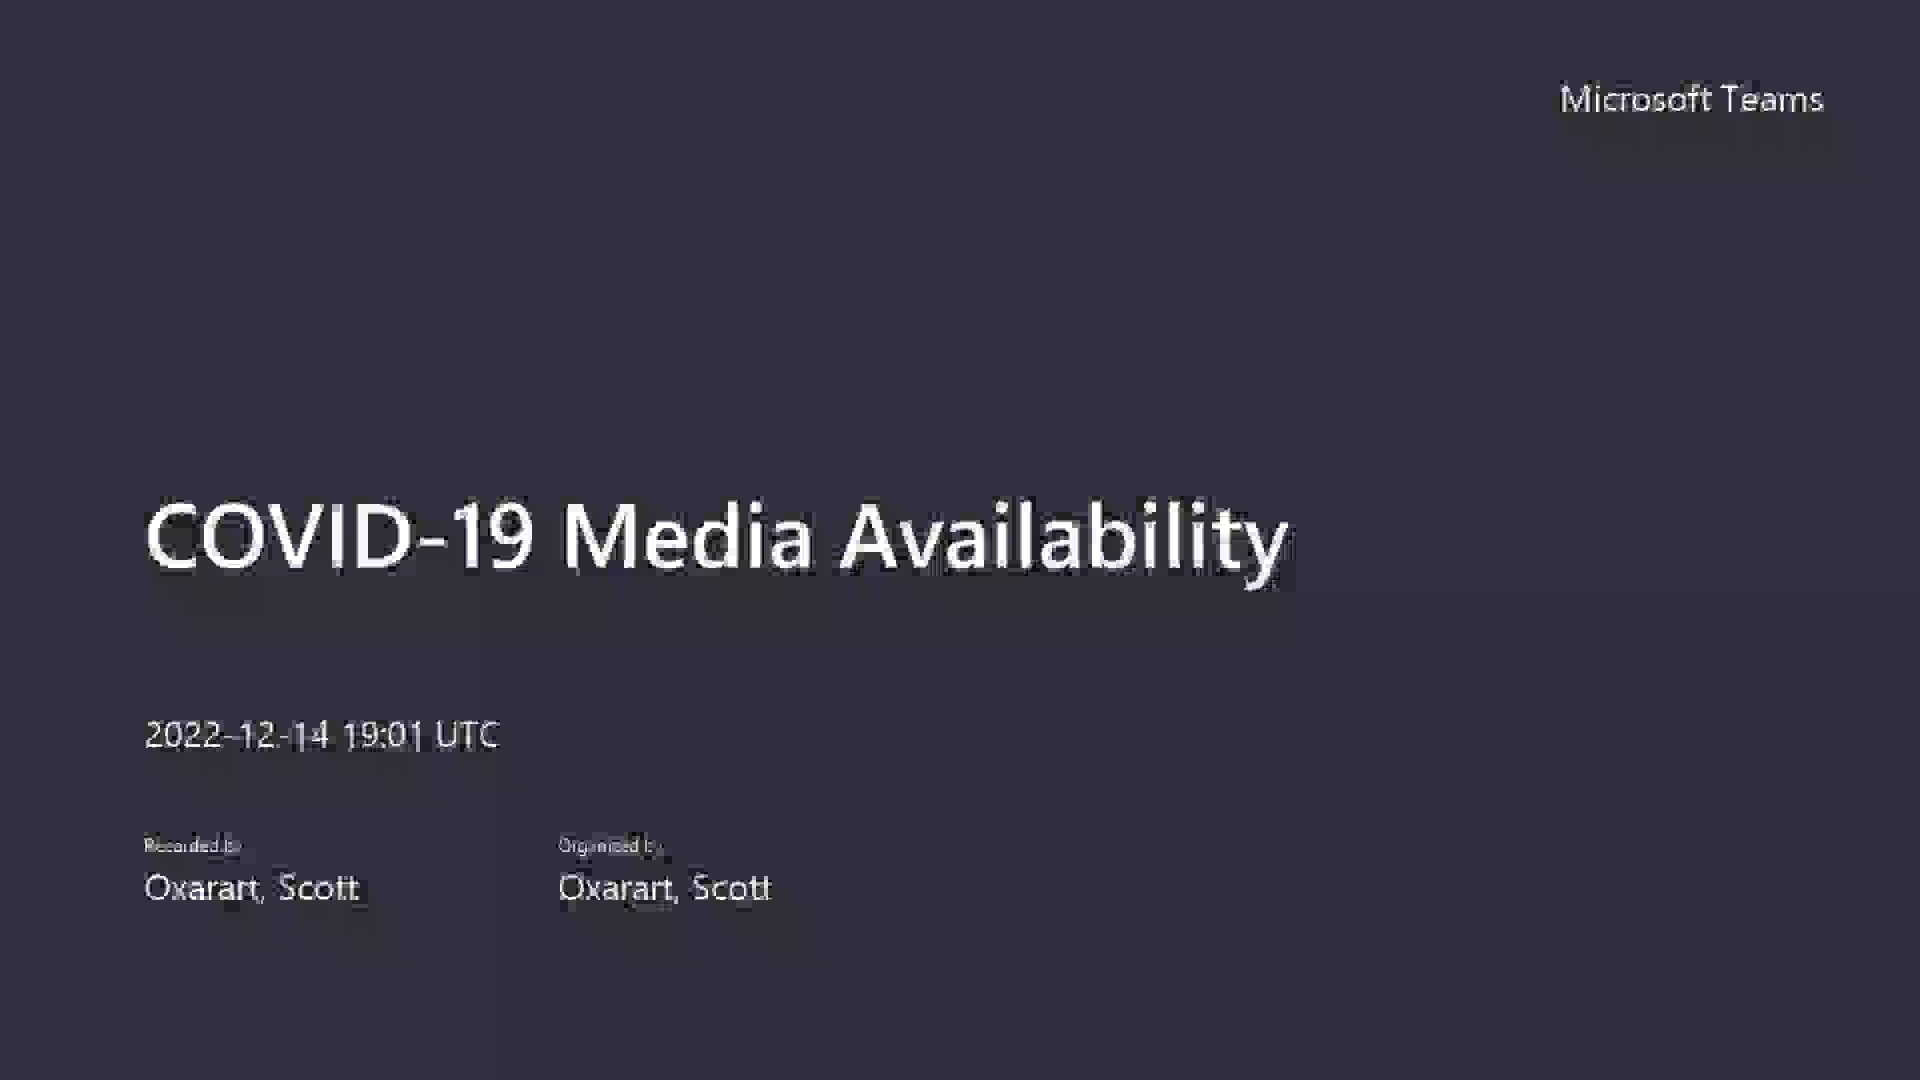 Microsoft Teams
COVID-19 Media Availability
2022-12-14 19:01 UTC
Recorded by
Organized by
Oxarart, Scott
Oxarart, Scott